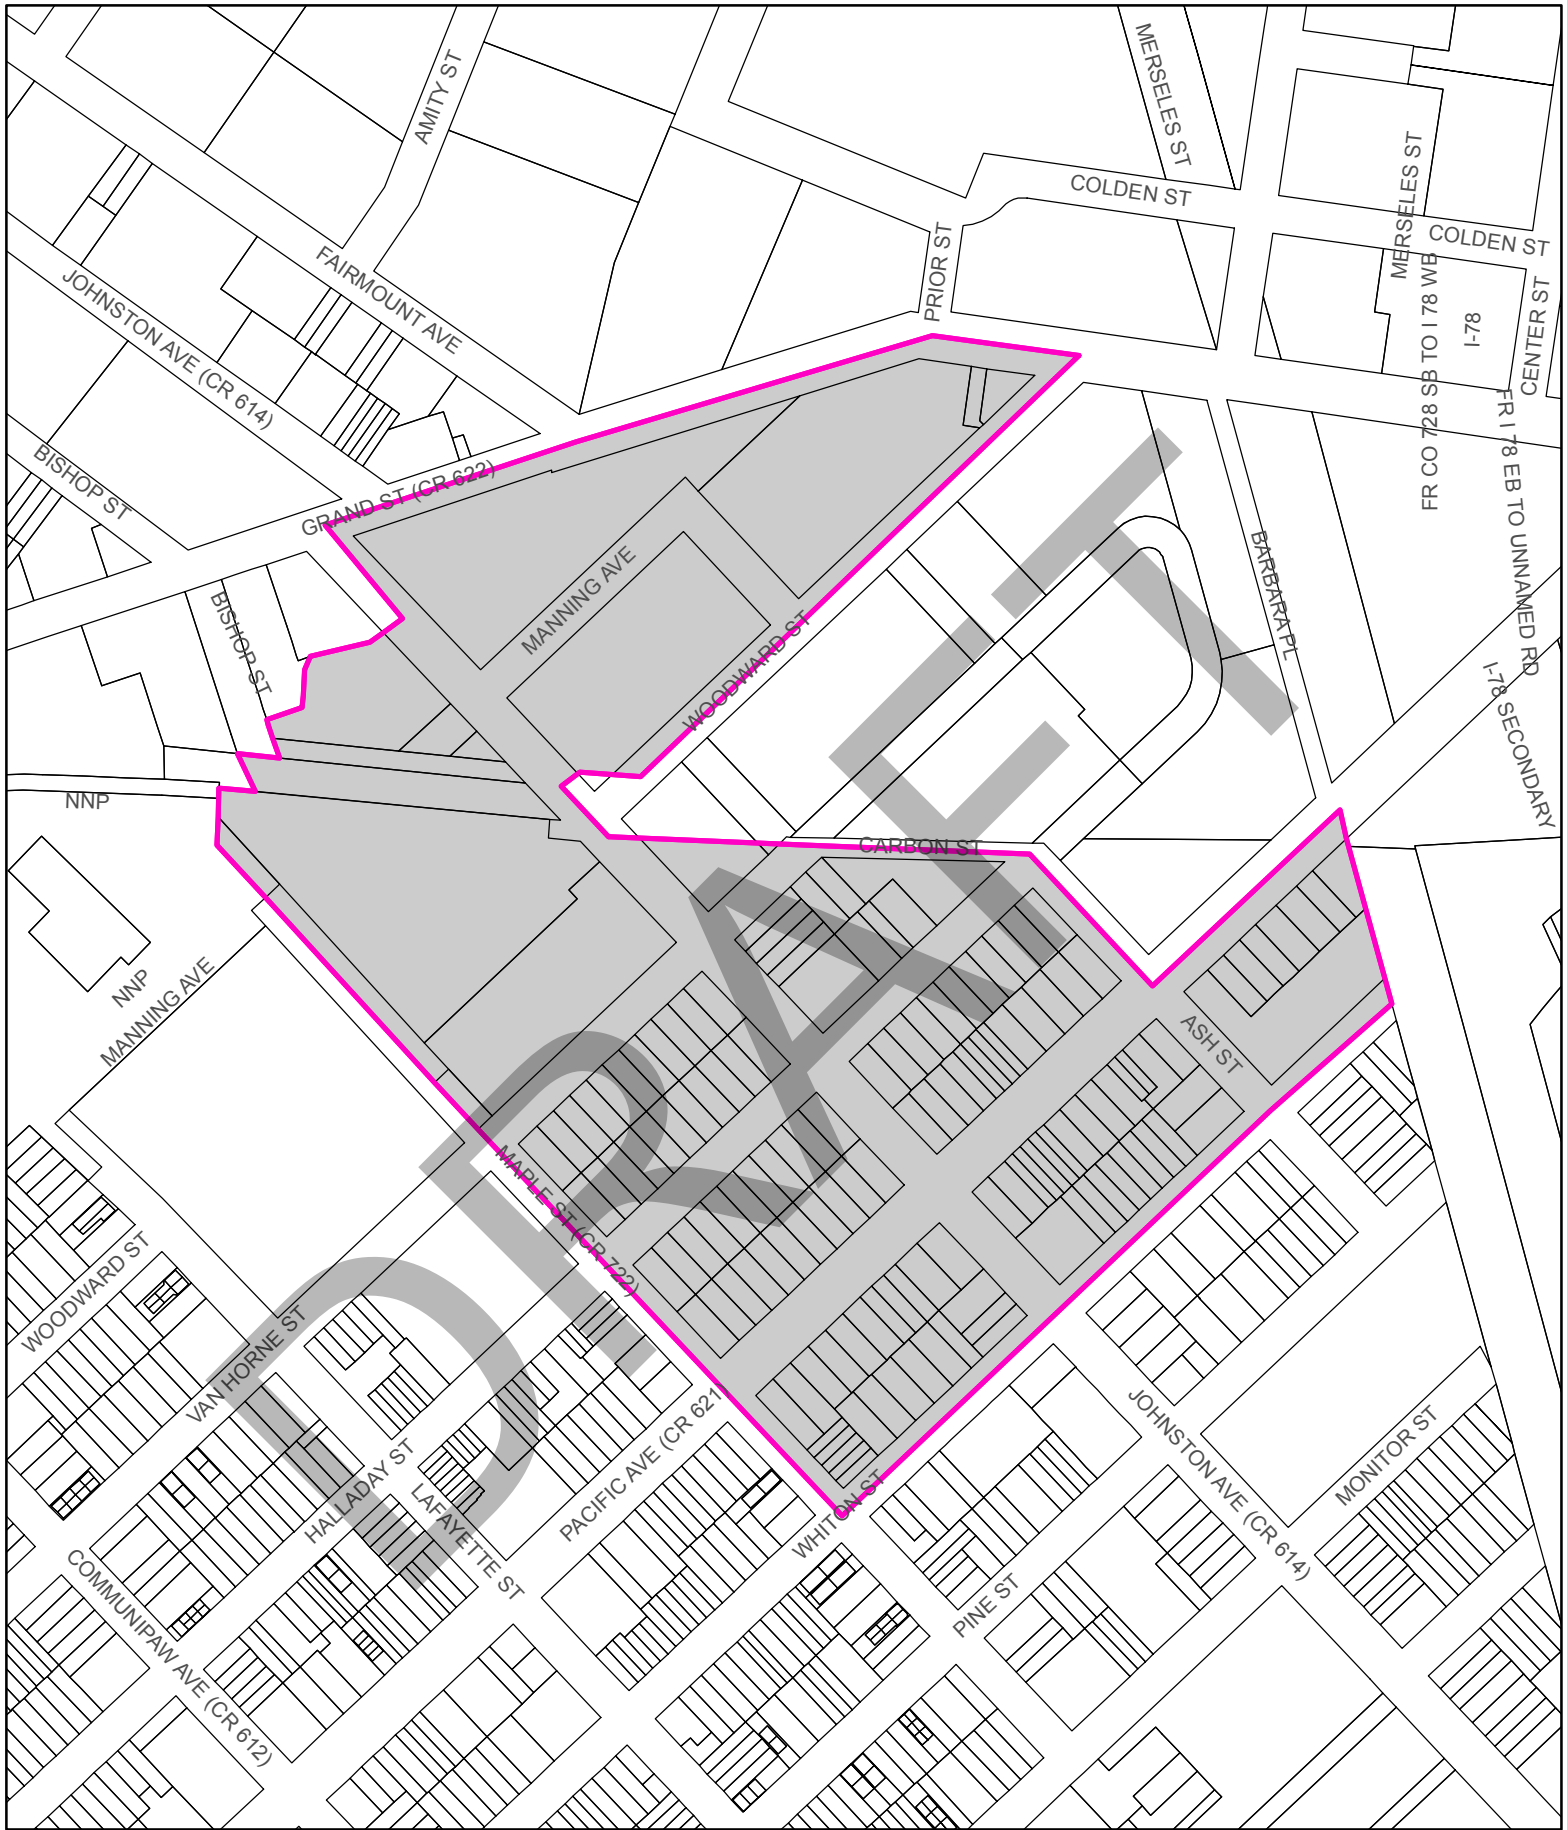 MERSELES ST
AMITY ST
MERSELES ST
COLDEN ST
COLDEN ST
PRIOR ST
FAIRMOUNT AVE
JOHNSTON AVE (CR 614)
FR CO 728 SB TO I 78 WB
I-78
CENTER ST
BISHOP ST
GRAND ST (CR 622)
FR I 78 EB TO UNNAMED RD
MANNING AVE
BARBARA PL
BISHOP ST
WOODWARD ST
I-78 SECONDARY
NNP
CARBON ST
NNP
MANNING AVE
ASH ST
DRAFT
MAPLE ST (CR 722)
WOODWARD ST
VAN HORNE ST
PACIFIC AVE (CR 621)
JOHNSTON AVE (CR 614)
MONITOR ST
HALLADAY ST
LAFAYETTE ST
WHITON ST
PINE ST
COMMUNIPAW AVE (CR 612)